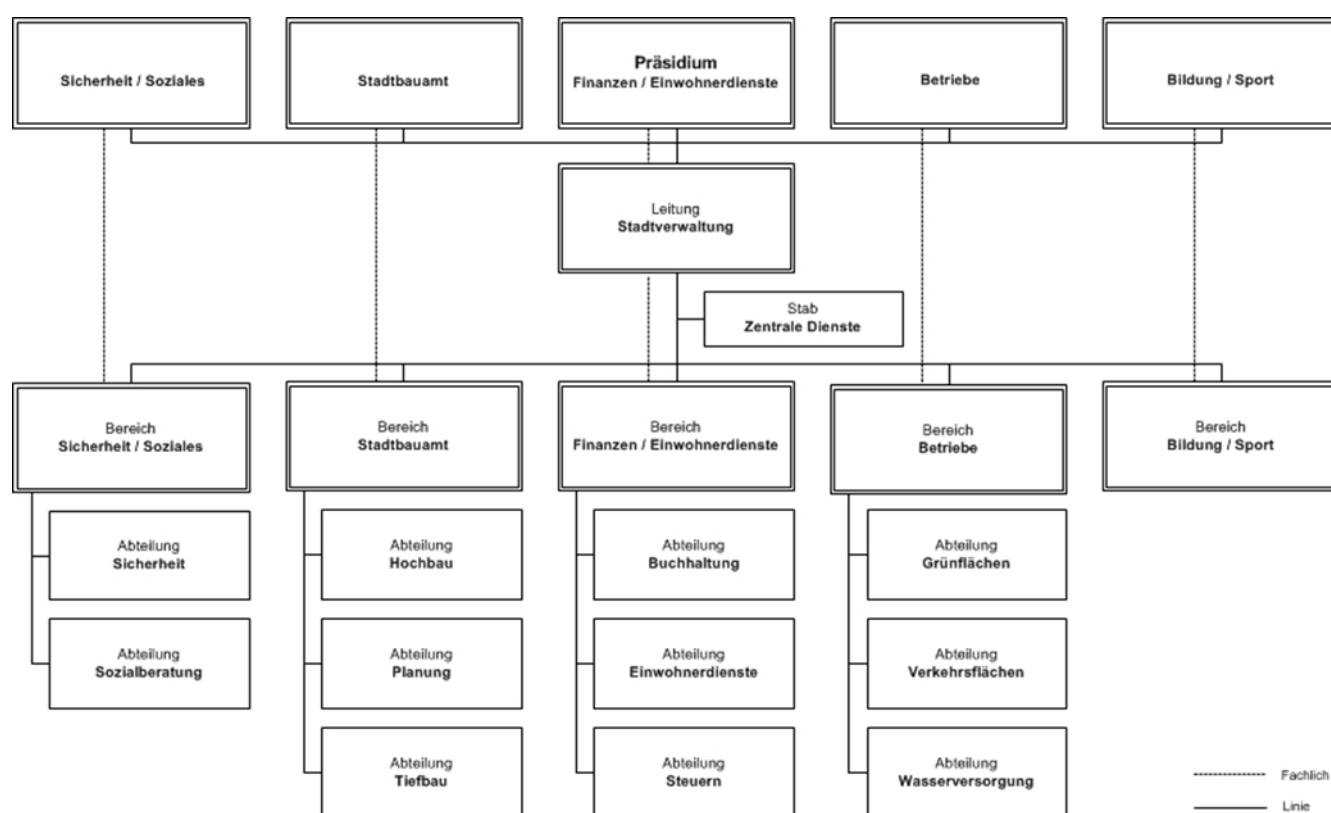 Sicherheit / Soziales
Stadtbauamt
Präsidium
Finanzen / Einwohnerdienste
Betriebe
Bildung / Sport
Leitung
Stadtverwaltung
Stab
Zentrale Dienste
Bereich
Sicherheit / Soziales
Bereich
Stadtbauamt
Bereich
Finanzen / Einwohnerdienste
Bereich
Betriebe
Bereich
Bildung / Sport
Abteilung
Sicherheit
Abteilung
Hochbau
Abteilung
Buchhaltung
Abteilung
Grünflächen
Abteilung
Sozialberatung
Abteilung
Planung
Abteilung
Einwohnerdienste
Abteilung
Verkehrsflächen
Abteilung
Tiefbau
Abteilung
Steuern
Abteilung
Wasserversorgung
Fachlich
Linie